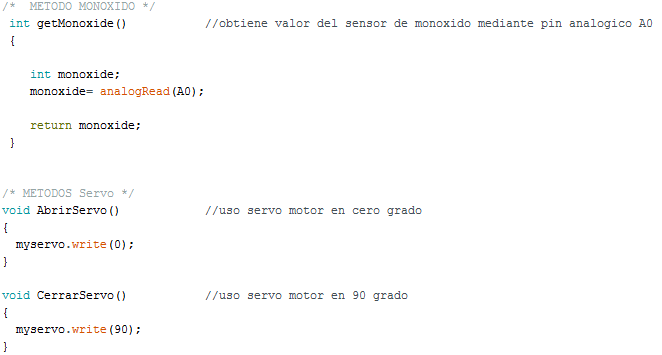 /*  METODO MONOXIDO */
int getMonoxide()           //obtiene valor del sensor de monoxido mediante pin analogico A0
{
int monoxide;
monoxide= analogRead(A0);
return monoxide;
}
/* METODOS Servo */
void AbrirServo()            //uso servo motor en cero grado
{
myservo.write(0);
}
void CerrarServo()           //uso servo motor en 90 grado
{
myservo.write(90);
}